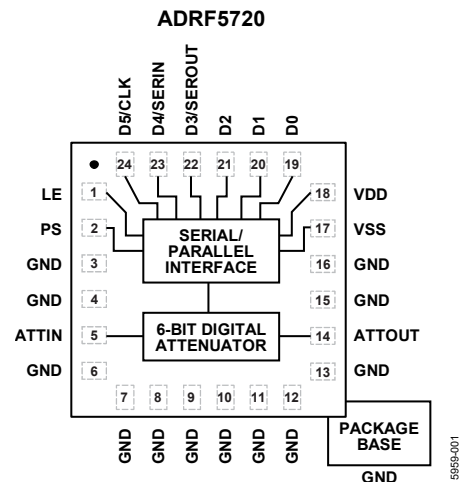 ADRF5720
D5/CLK
D4/SERIN
D3/SEROUT
D2
D1
D0
24
23
22
21
20
19
LE
1
18
VDD
PS
2
SERIAL/
PARALLEL
INTERFACE
17
VSS
GND
3
16
GND
GND
4
15
GND
ATTIN
5
6-BIT DIGITAL
ATTENUATOR
14
ATTOUT
GND
6
13
GND
7
8
9
10
11
12
GND
GND
GND
GND
GND
GND
PACKAGE
BASE
GND
5959-001